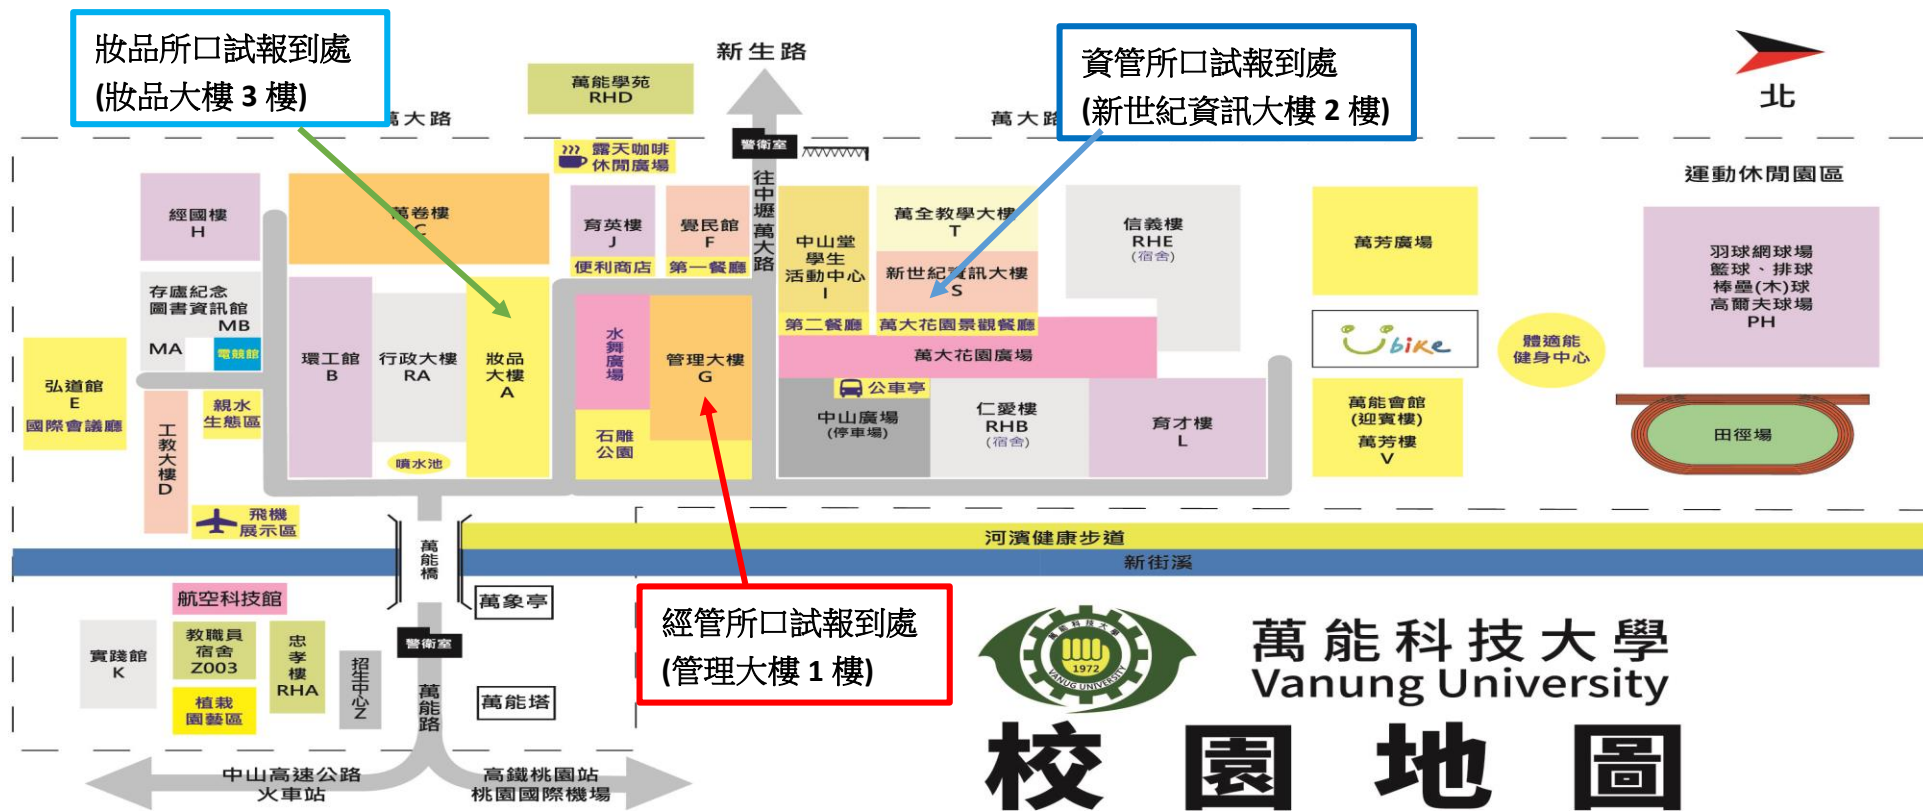 妝品所口試報到處
(妝品大樓 3 樓)
新生路
資管所口試報到處
(新世紀資訊大樓 2 樓)
北
萬能學苑
RHD
萬大路
萬大路
警衛室
露天咖啡
休閒廣場
往中壢
萬大路
運動休閒園區
經國樓
H
萬卷樓
C
育英樓
J
便利商店
覺民館
F
第一餐廳
中山堂
學生
活動中心
I
第二餐廳
萬全教學大樓
T
新世紀資訊大樓
S
萬大花園景觀餐廳
信義樓
RHE
(宿舍)
萬芳廣場
羽球網球場
籃球、排球
棒壘(木)球
高爾夫球場
PH
存廬紀念
圖書資訊館
MB
MA
電競館
環工館
B
行政大樓
RA
妝品
大樓
A
水舞廣場
管理大樓
G
萬大花園廣場
Ubike
體適能
健身中心
弘道館
E
國際會議廳
親水
生態區
工教大樓
D
噴水池
石雕
公園
公車亭
中山廣場
(停車場)
仁愛樓
RHB
(宿舍)
育才樓
L
萬能會館
(迎賓樓)
萬芳樓
V
田徑場
飛機
展示區
萬能橋
河濱健康步道
新街溪
航空科技館
萬象亭
經管所口試報到處
(管理大樓 1 樓)
實踐館
K
教職員
宿舍
Z003
植栽
園藝區
忠孝樓
RHA
招生中心
Z
警衛室
萬能路
萬能塔
中山高速公路
火車站
高鐵桃園站
桃園國際機場
萬能科技大學
1972
VANUNG UNIVERSITY
萬能科技大學
Vanung University
校園地圖